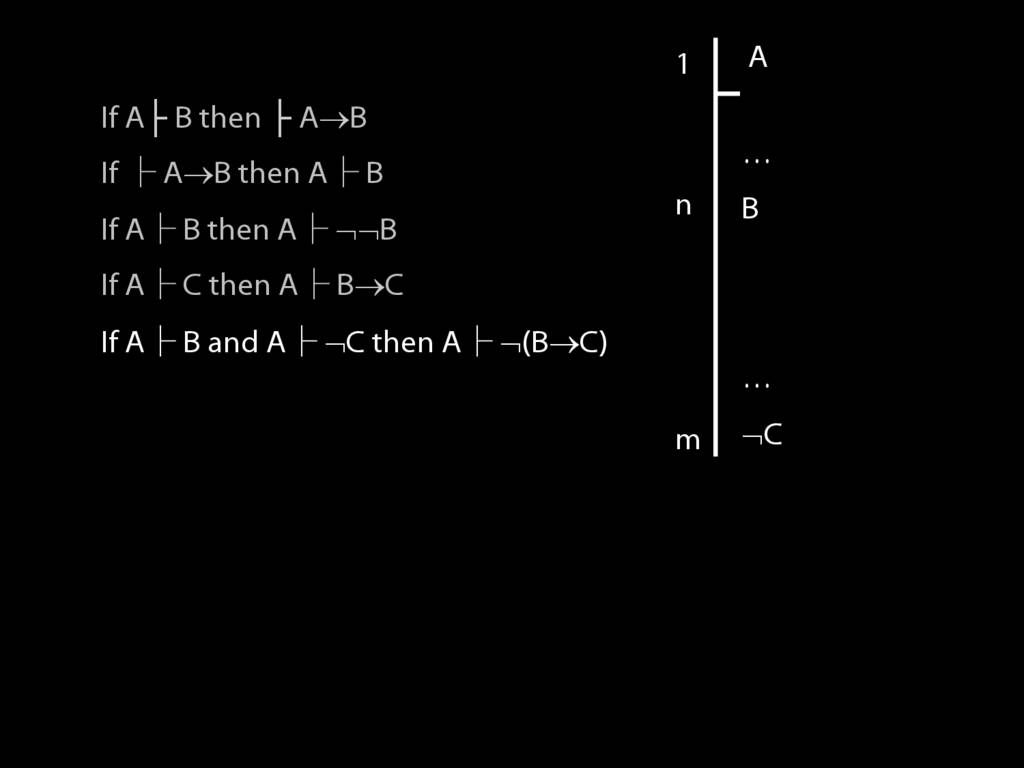 If A ├ B then ├ A→B
If ├ A→B then A ├ B
If A ├ B then A ├ ¬¬B
If A ├ C then A ├ B→C
If A ├ B and A ├ ¬C then A ├ ¬(B→C)
1 A
…
n B
…
m ¬C